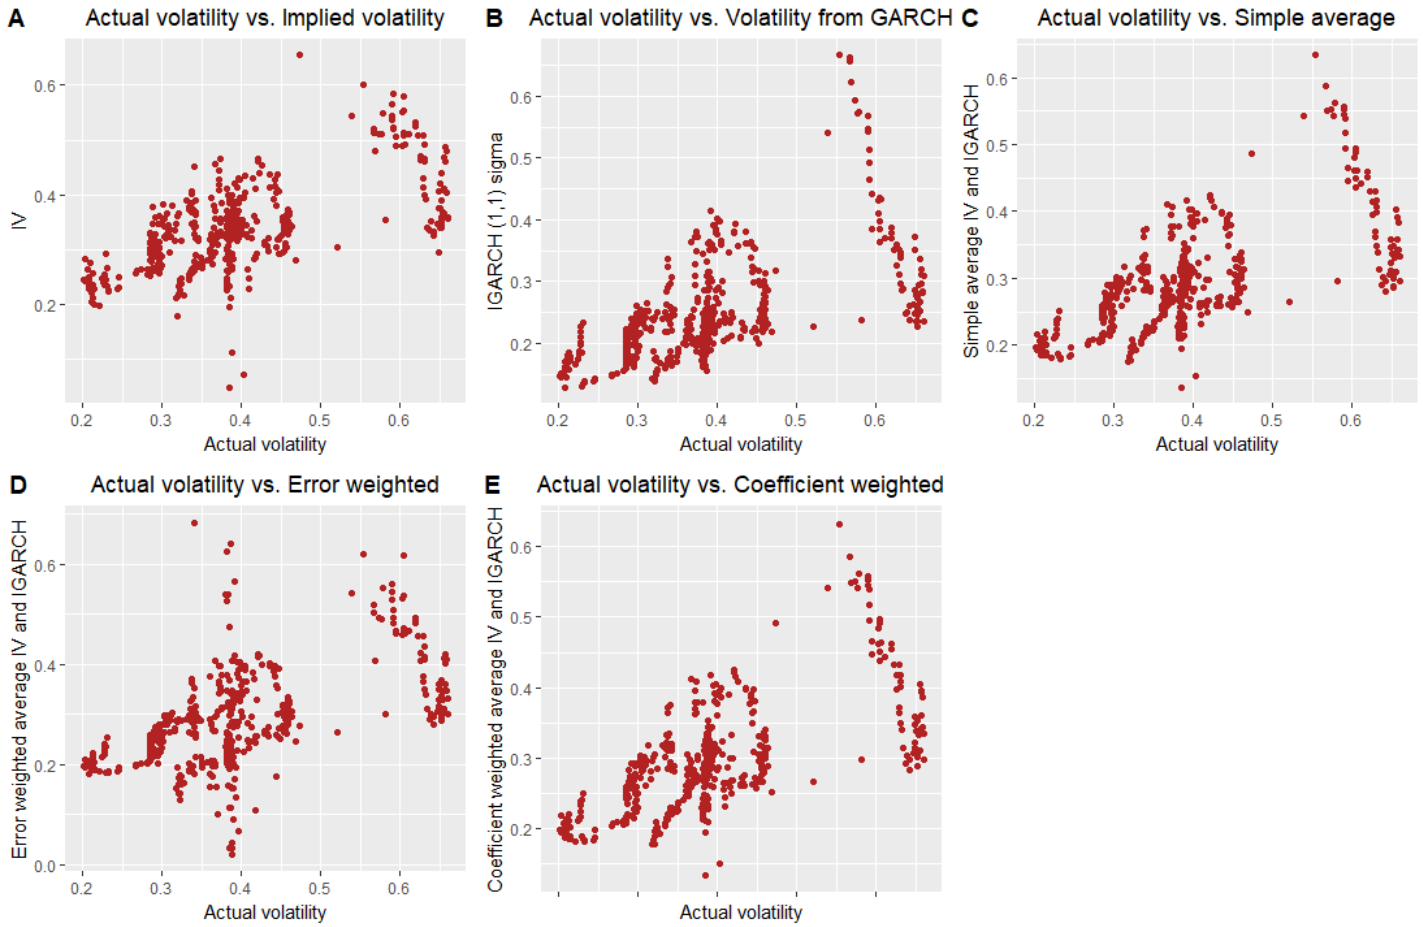 A Actual volatility vs. Implied volatility
IV
0.6
0.4
0.2
0.2 0.3 0.4 0.5 0.6
Actual volatility
B Actual volatility vs. Volatility from GARCH
IGARCH (1,1) sigma
0.6
0.5
0.4
0.3
0.2
0.2 0.3 0.4 0.5 0.6
Actual volatility
C Actual volatility vs. Simple average
Simple average IV and IGARCH
0.6
0.5
0.4
0.3
0.2
0.2 0.3 0.4 0.5 0.6
Actual volatility
D Actual volatility vs. Error weighted
Error weighted average IV and IGARCH
0.6
0.4
0.2
0.0
0.2 0.3 0.4 0.5 0.6
Actual volatility
E Actual volatility vs. Coefficient weighted
Coefficient weighted average IV and IGARCH
0.6
0.5
0.4
0.3
0.2
Actual volatility